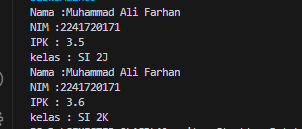 Nama :Muhammad Ali Farhan
NIM :2241720171
IPK : 3.5
kelas : SI 2J
Nama :Muhammad Ali Farhan
NIM :2241720171
IPK : 3.6
kelas : SI 2K